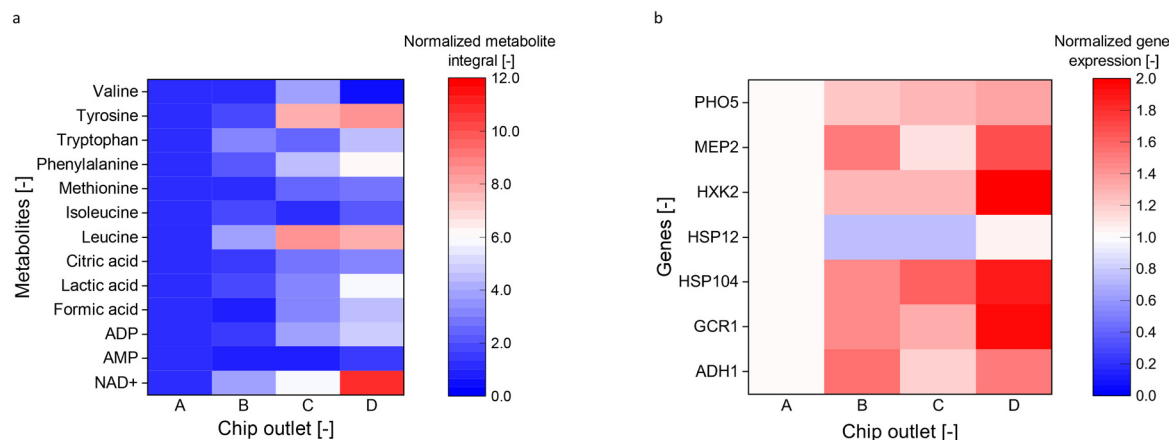 a
Normalized metabolite
integral [-]
Metabolites [-]
Valine
Tyrosine
Tryptophan
Phenylalanine
Methionine
Isoleucine
Leucine
Citric acid
Lactic acid
Formic acid
ADP
AMP
NAD+
A B C D
Chip outlet [-]
12.0
10.0
8.0
6.0
4.0
2.0
0.0
b
Normalized gene
expression [-]
Genes [-]
PHO5
MEP2
HXK2
HSP12
HSP104
GCR1
ADH1
A B C D
Chip outlet [-]
2.0
1.8
1.6
1.4
1.2
1.0
0.8
0.6
0.4
0.2
0.0